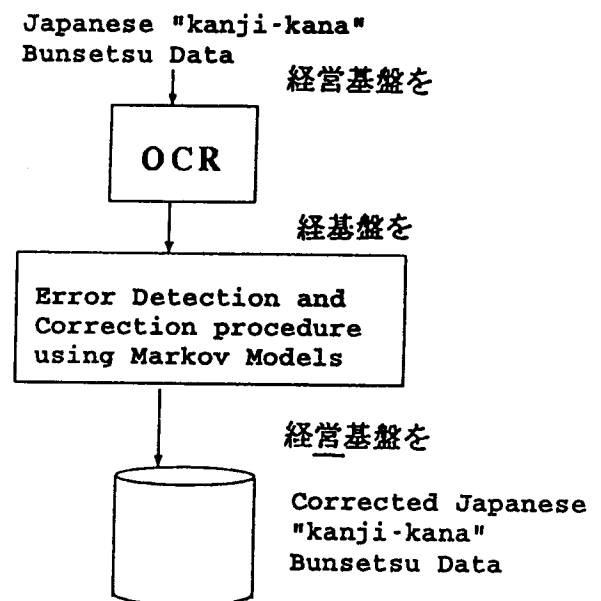 Japanese "kanji-kana"
Bunsetsu Data
経営基盤を
OCR
経基盤を
Error Detection and
Correction procedure
using Markov Models
経営基盤を
Corrected Japanese
"kanji-kana"
Bunsetsu Data